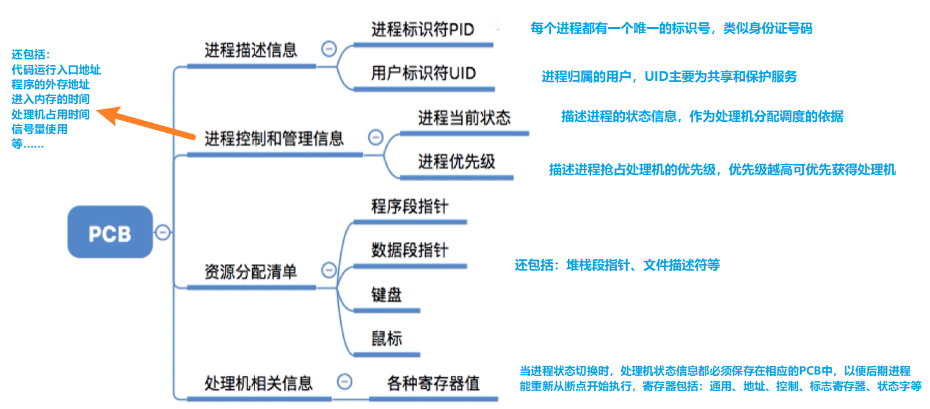 还包括：
代码运行入口地址
程序的外存地址
进入内存的时间
处理机占用时间
信号量使用
等……
PCB
进程描述信息
进程标识符PID
每个进程都有一个唯一的标识号，类似身份证号码
用户标识符UID
进程归属的用户，UID主要为共享和保护服务
进程控制和管理信息
进程当前状态
描述进程的状态信息，作为处理机分配调度的依据
进程优先级
描述进程抢占处理机的优先级，优先级越高可优先获得处理机
资源分配清单
程序段指针
数据段指针
还包括：堆栈段指针、文件描述符等
键盘
鼠标
处理机相关信息
各种寄存器值
当进程状态切换时，处理机状态信息都必须保存在相应的PCB中，以便后期进程
能重新从断点开始执行，寄存器包括：通用、地址、控制、标志寄存器、状态字等